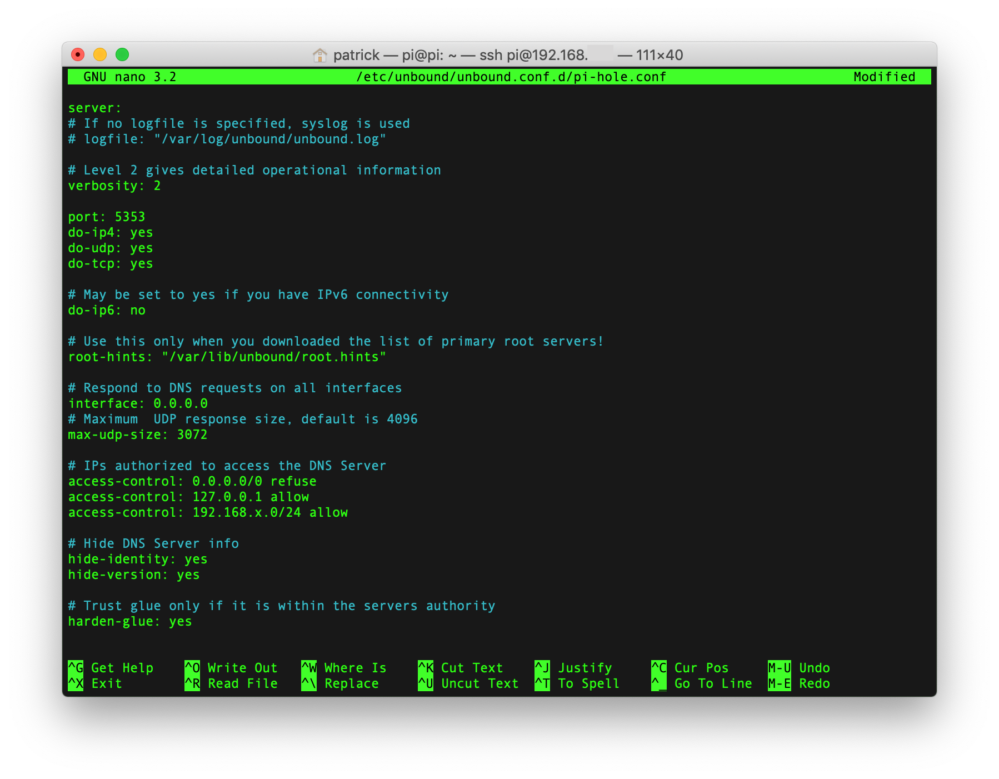 patrick — pi@pi: ~ — ssh pi@192.168. — 111×40
GNU nano 3.2 /etc/unbound/unbound.conf.d/pi-hole.conf Modified
server:
# If no logfile is specified, syslog is used
# logfile: "/var/log/unbound/unbound.log"
# Level 2 gives detailed operational information
verbosity: 2
port: 5353
do-ip4: yes
do-udp: yes
do-tcp: yes
# May be set to yes if you have IPv6 connectivity
do-ip6: no
# Use this only when you downloaded the list of primary root servers!
root-hints: "/var/lib/unbound/root.hints"
# Respond to DNS requests on all interfaces
interface: 0.0.0.0
# Maximum  UDP response size, default is 4096
max-udp-size: 3072
# IPs authorized to access the DNS Server
access-control: 0.0.0.0/0 refuse
access-control: 127.0.0.1 allow
access-control: 192.168.x.0/24 allow
# Hide DNS Server info
hide-identity: yes
hide-version: yes
# Trust glue only if it is within the servers authority
harden-glue: yes
^G Get Help ^O Write Out ^W Where Is ^K Cut Text ^J Justify ^C Cur Pos M-U Undo
^X Exit ^R Read File ^\ Replace ^U Uncut Text ^T To Spell ^_ Go To Line M-E Redo